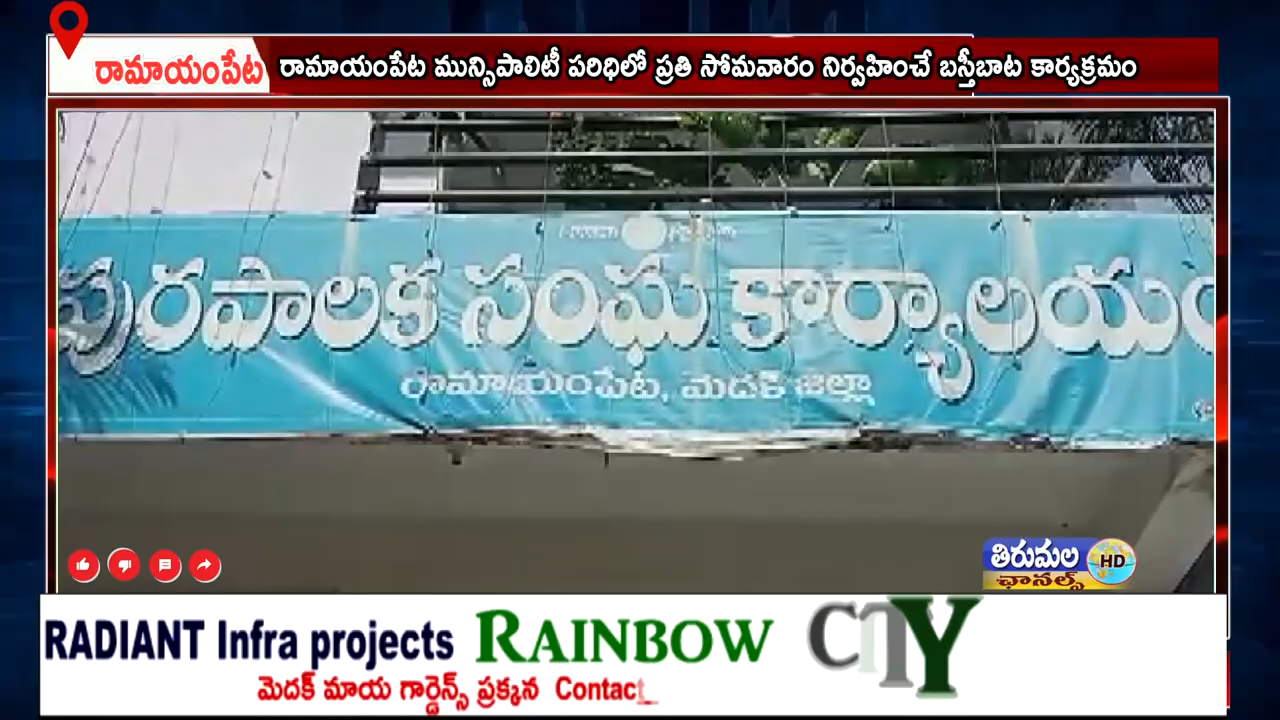 రామాయంపేట
రామాయంపేట మున్సిపాలిటీ పరిధిలో ప్రతి సోమవారం నిర్వహించే బస్తీబాట కార్యక్రమం
పురపాలక సంఘ కార్యాలయం
రామాయంపేట, మెదక్ జిల్లా
తిరుమల
HD
ఛానల్స్
RADIANT Infra projects RAINBOW CITY
మెదక్ మాయ గార్డెన్స్ ప్రక్కన Contact